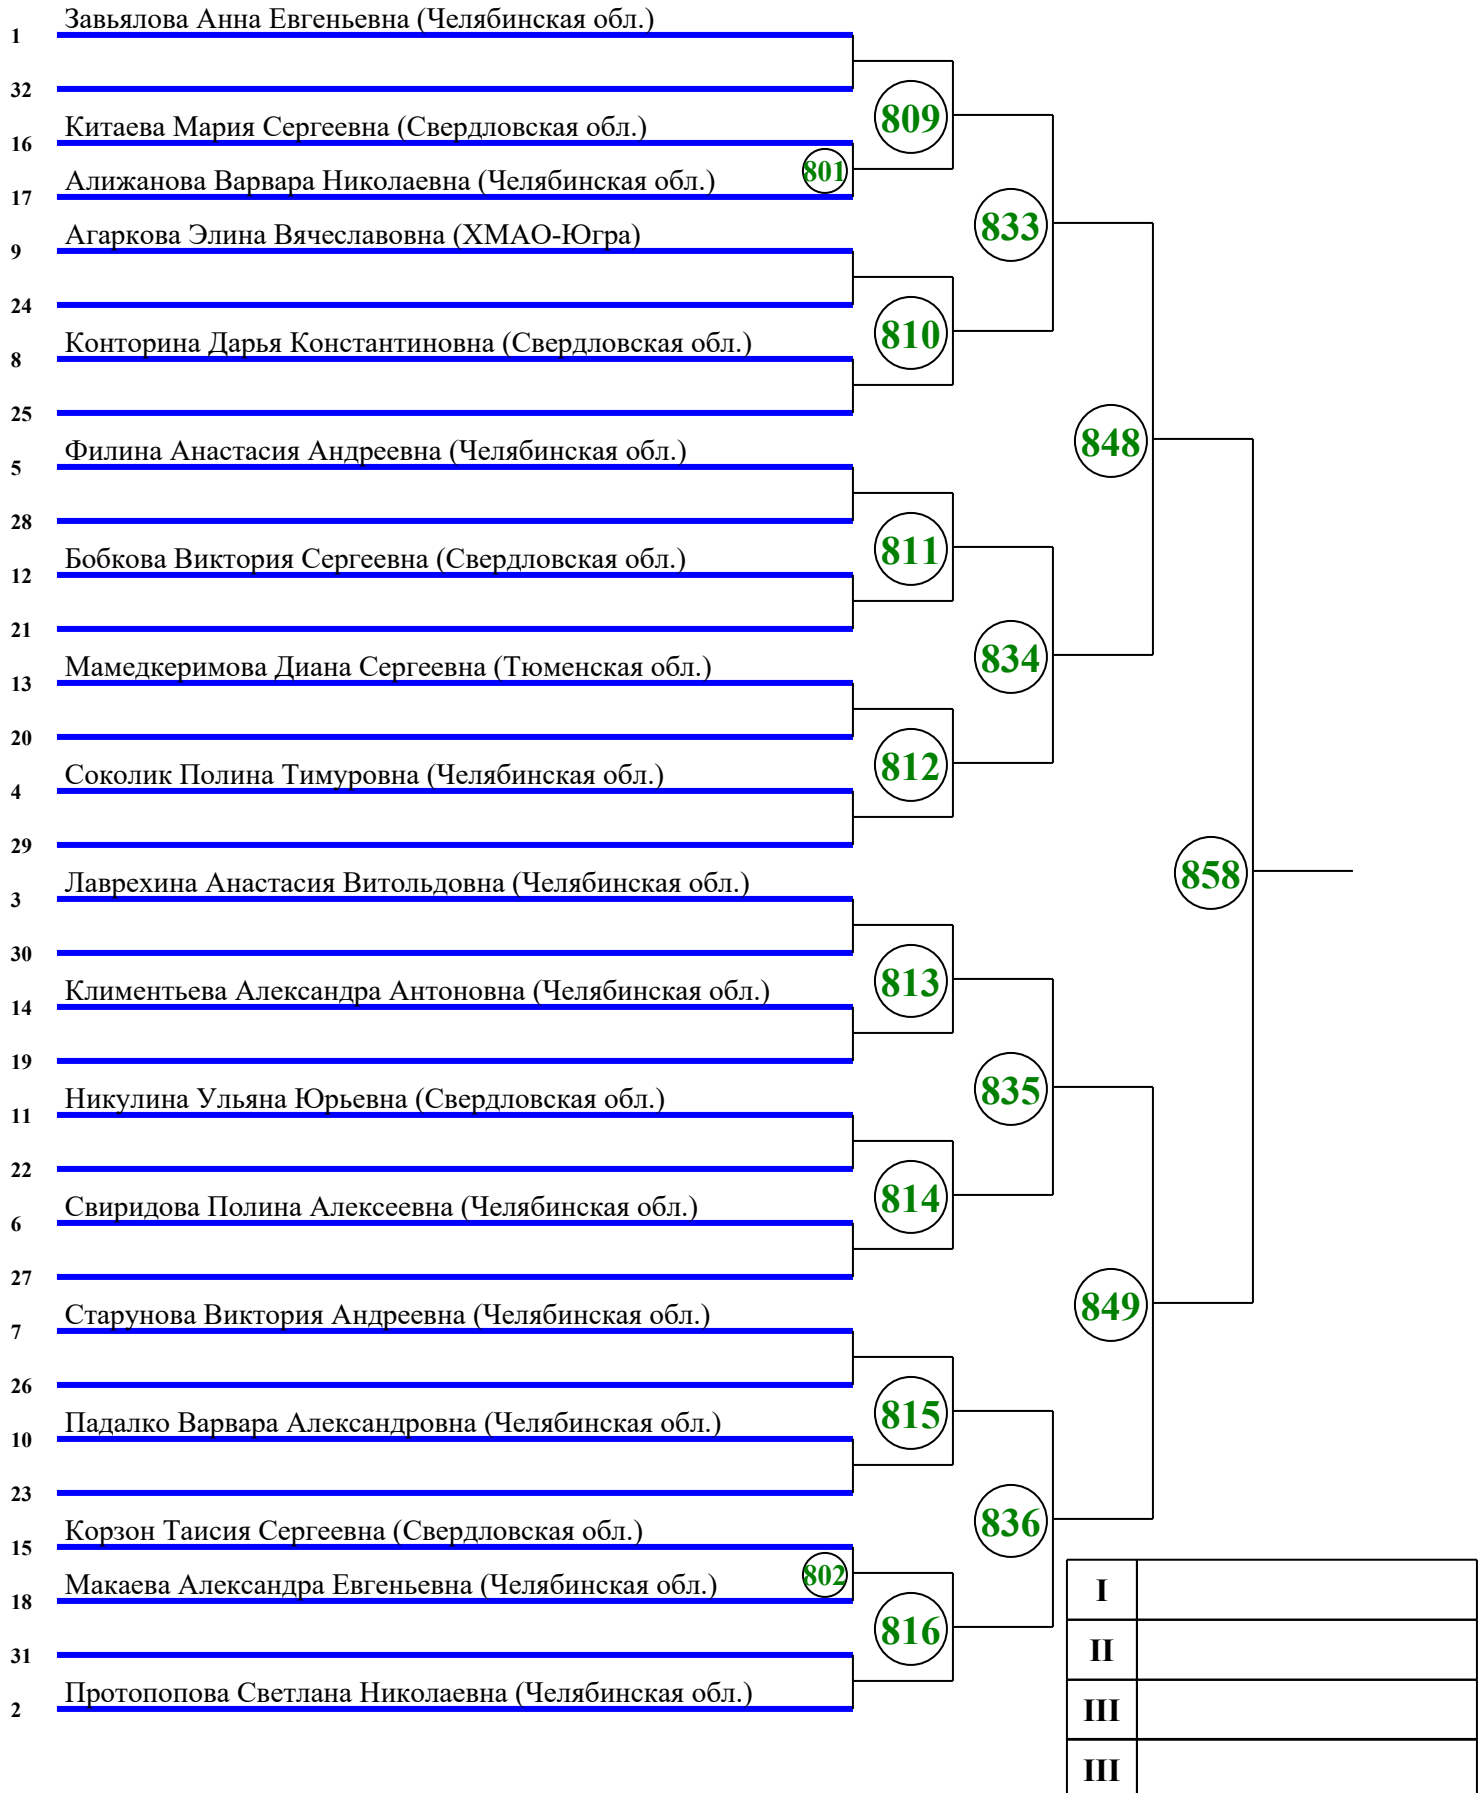 Завьялова Анна Евгеньевна (Челябинская обл.)
1
32
809
Китаева Мария Сергеевна (Свердловская обл.)
16
801
Алижанова Варвара Николаевна (Челябинская обл.)
17
833
Агаркова Элина Вячеславовна (ХМАО-Югра)
9
24
810
Конторина Дарья Константиновна (Свердловская обл.)
8
25
848
Филина Анастасия Андреевна (Челябинская обл.)
5
28
811
Бобкова Виктория Сергеевна (Свердловская обл.)
12
21
834
Мамедкеримова Диана Сергеевна (Тюменская обл.)
13
20
812
Соколик Полина Тимуровна (Челябинская обл.)
4
29
858
Лаврехина Анастасия Витольдовна (Челябинская обл.)
3
30
813
Климентьева Александра Антоновна (Челябинская обл.)
14
19
835
Никулина Ульяна Юрьевна (Свердловская обл.)
11
22
814
Свиридова Полина Алексеевна (Челябинская обл.)
6
27
849
Старунова Виктория Андреевна (Челябинская обл.)
7
26
815
Падалко Варвара Александровна (Челябинская обл.)
10
23
836
Корзон Таисия Сергеевна (Свердловская обл.)
15
802
Макаева Александра Евгеньевна (Челябинская обл.)
18
816
31
Протопопова Светлана Николаевна (Челябинская обл.)
2
I
II
III
III